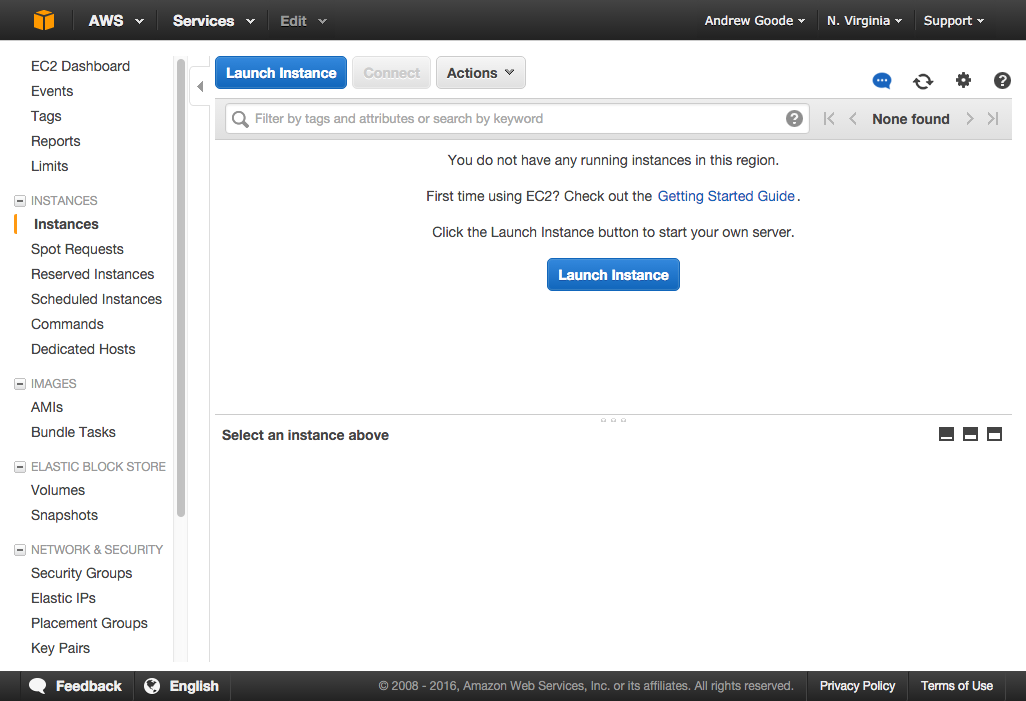 AWS Services Edit Andrew Goode N. Virginia Support
EC2 Dashboard
Events
Tags
Reports
Limits
INSTANCES
Instances
Spot Requests
Reserved Instances
Scheduled Instances
Commands
Dedicated Hosts
IMAGES
AMIs
Bundle Tasks
ELASTIC BLOCK STORE
Volumes
Snapshots
NETWORK & SECURITY
Security Groups
Elastic IPs
Placement Groups
Key Pairs
Launch Instance Connect Actions
Filter by tags and attributes or search by keyword None found
You do not have any running instances in this region.
First time using EC2? Check out the Getting Started Guide.
Click the Launch Instance button to start your own server.
Launch Instance
Select an instance above
Feedback English © 2008 - 2016, Amazon Web Services, Inc. or its affiliates. All rights reserved. Privacy Policy Terms of Use